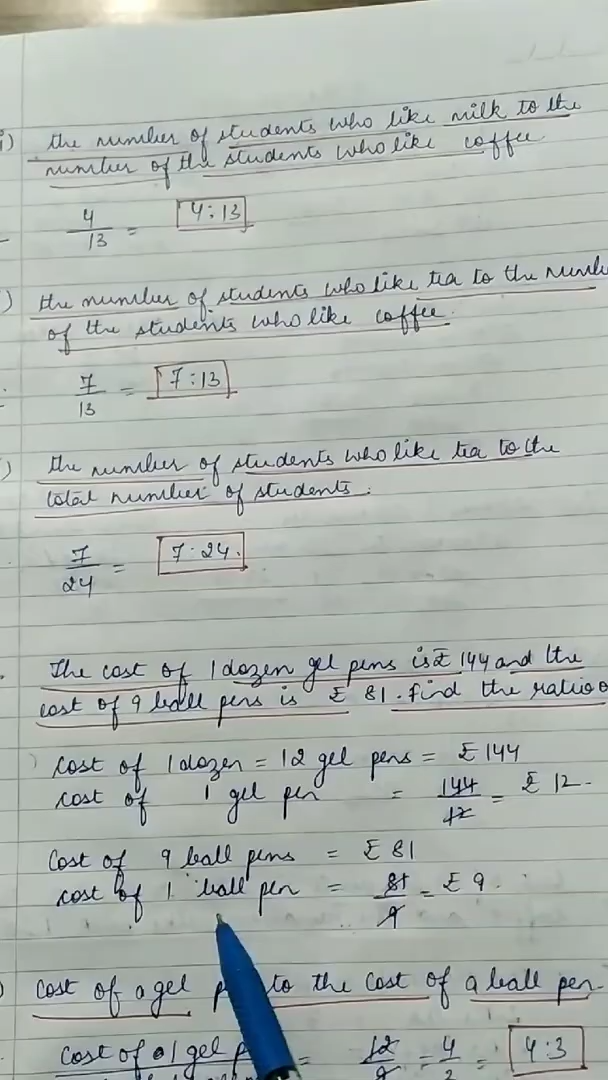 i) the number of students who like milk to the
number of the students who like coffee
4/13 = 4:13
) the number of students who like tea to the numb
of the students who like coffee.
7/13 = 7:13
) the number of students who like tea to the
total number of students.
7/24 = 7:24.
. The cost of 1 dozen gel pens is ₹ 144 and the
cost of 9 ball pens is ₹ 81. find the ratio o
) cost of 1 dozen = 12 gel pens = ₹ 144
cost of 1 gel pen = 144/12 = ₹ 12.
Cost of 9 ball pens = ₹ 81
cost of 1 ball pen = 81/9 = ₹ 9.
) cost of a gel p to the cost of a ball pen.
cost of 1 gel p = 12/9 = 4/3 = 4:3